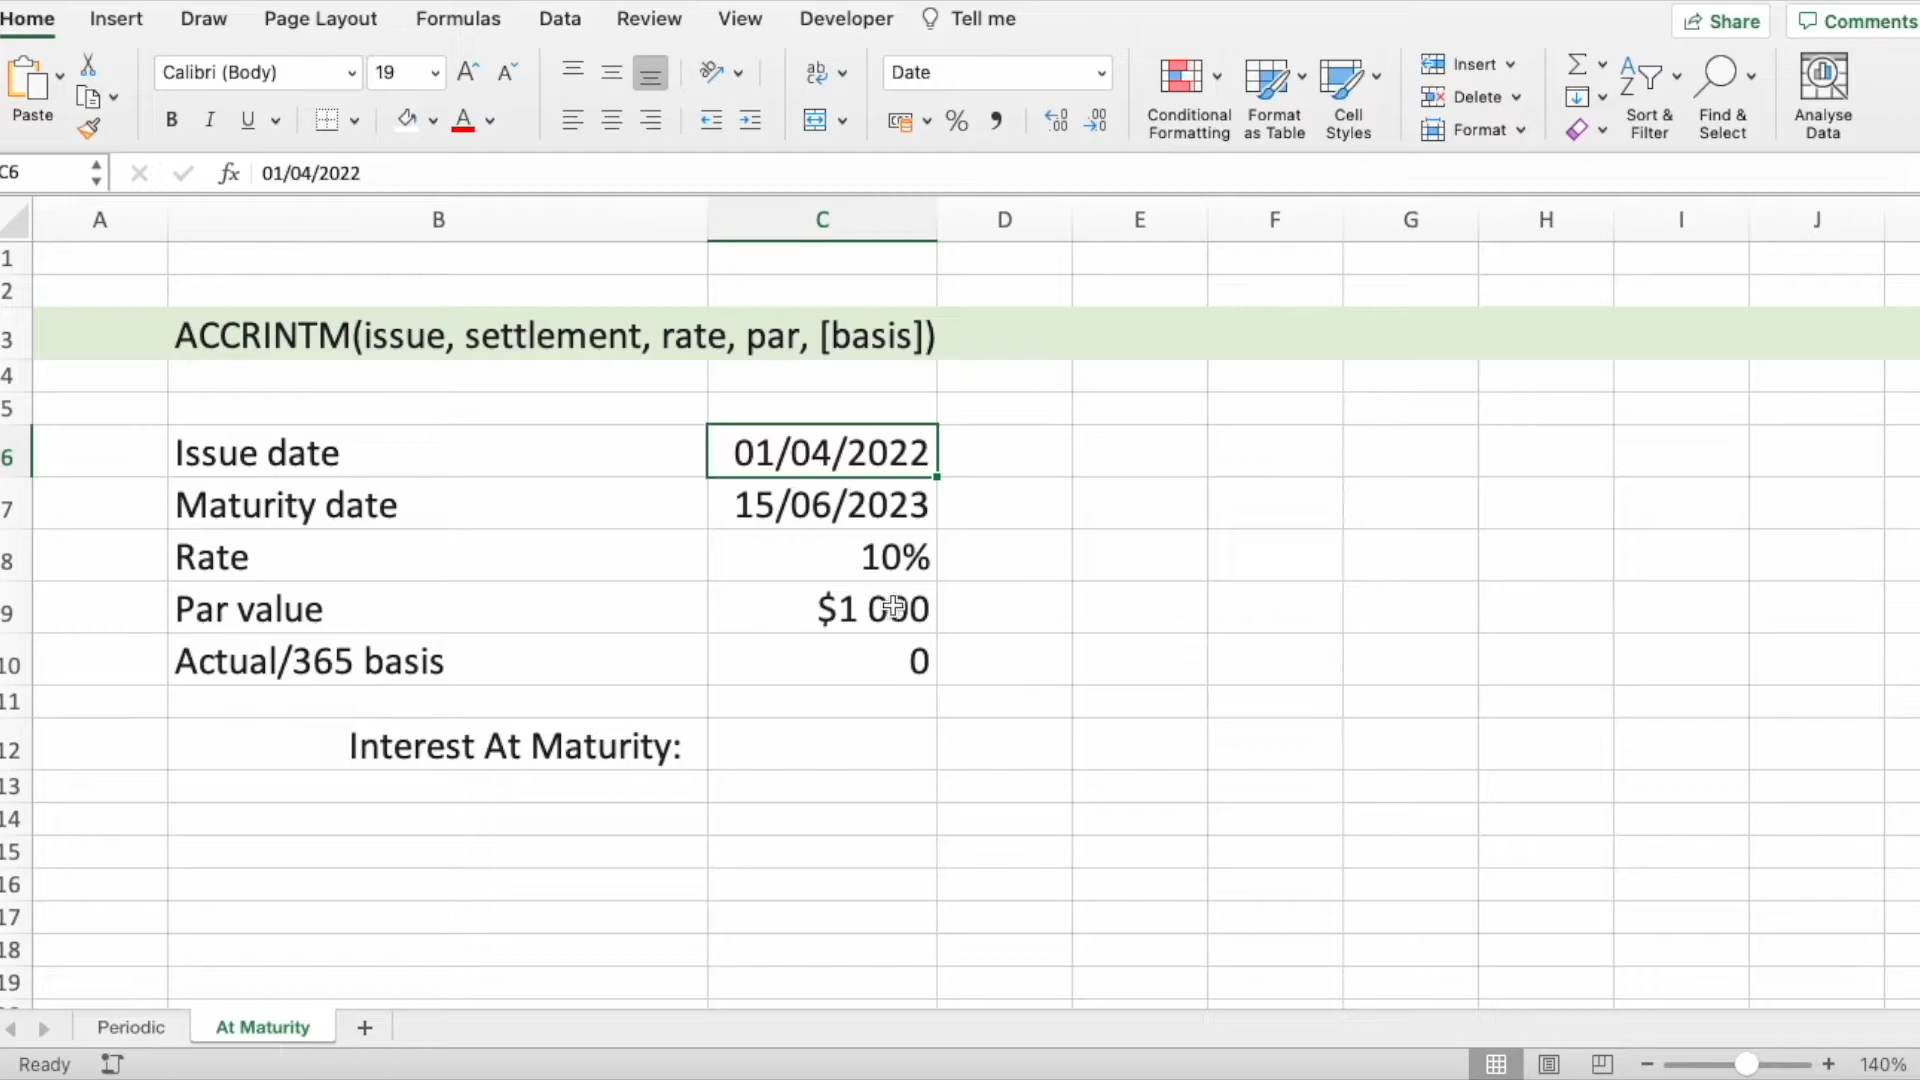 Home Insert Draw Page Layout Formulas Data Review View Developer Tell me Share Comments
Calibri (Body) 19 A A ab Date
Paste B I U A % Conditional Formatting Format as Table Cell Styles Insert Delete Format Sort & Filter Find & Select Analyse Data
C6 fx 01/04/2022
A B C D E F G H I J
1
2
3 ACCRINTM(issue, settlement, rate, par, [basis])
4
5
6 Issue date 01/04/2022
7 Maturity date 15/06/2023
8 Rate 10%
9 Par value $1 000
10 Actual/365 basis 0
11
12 Interest At Maturity:
13
14
15
16
17
18
19
Periodic At Maturity +
Ready 140%